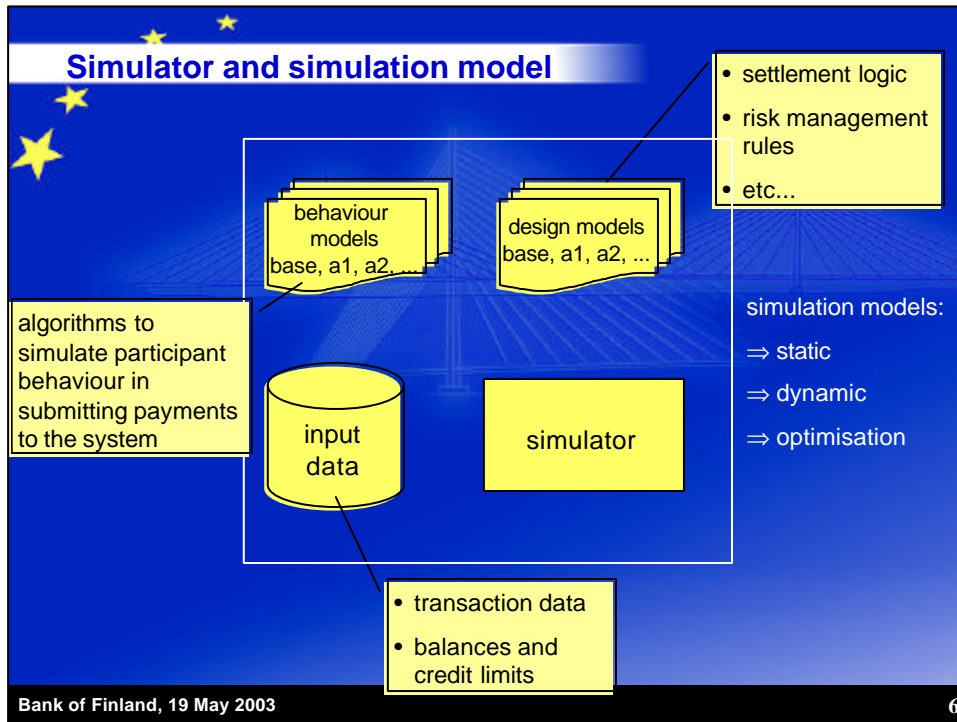 Simulator and simulation model
• settlement logic
• risk management
rules
• etc...
behaviour
models
base, a1, a2, ...
design models
base, a1, a2, ...
algorithms to
simulate participant
behaviour in
submitting payments
to the system
simulation models:
⇒ static
⇒ dynamic
⇒ optimisation
input
data
simulator
• transaction data
• balances and
credit limits
Bank of Finland, 19 May 2003
6